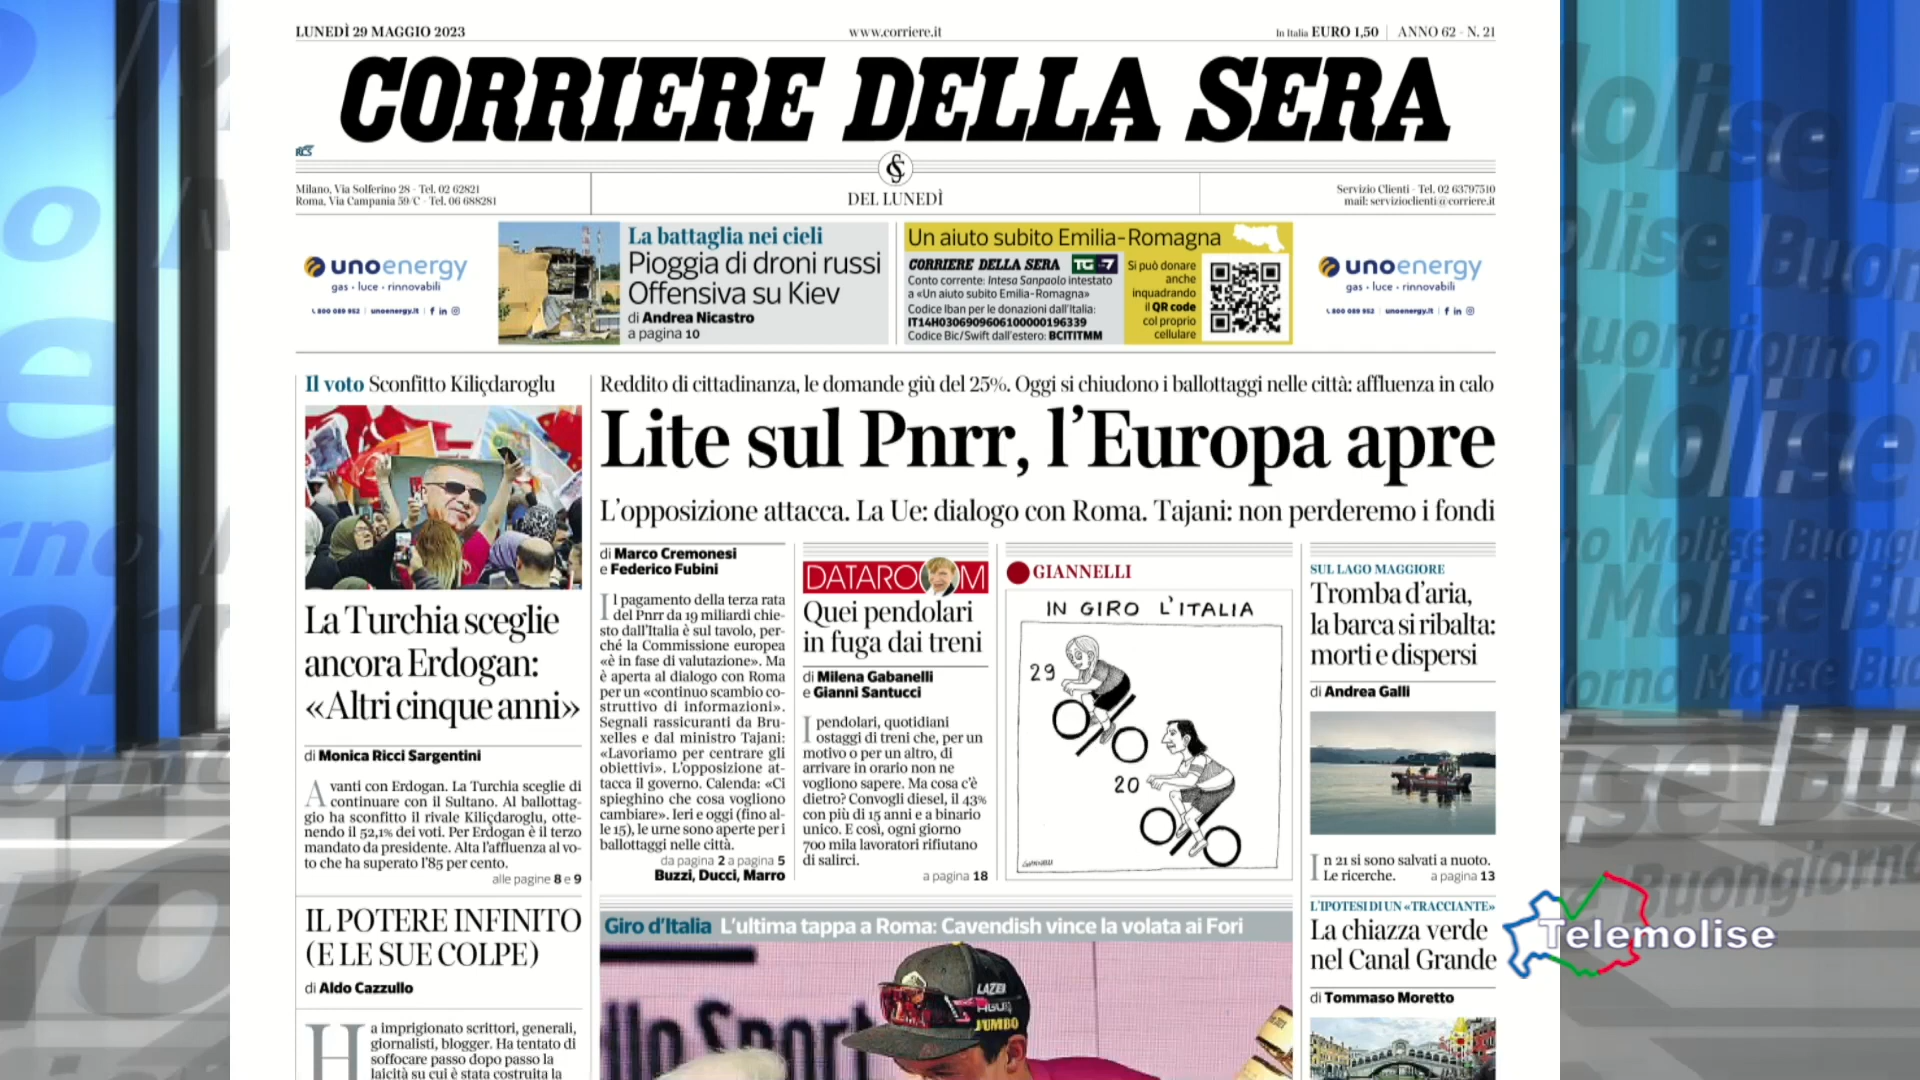 LUNEDÌ 29 MAGGIO 2023
www.corriere.it
In Italia EURO 1,50 | ANNO 62 - N. 21
CORRIERE DELLA SERA
RCS
Milano, Via Solferino 28 - Tel. 02 62821
Roma, Via Campania 59/C - Tel. 06 688281
DEL LUNEDÌ
Servizio Clienti - Tel. 02 63797510
mail: servizioclienti@corriere.it
unoenergy
gas • luce • rinnovabili
800 089 952 | unoenergy.it
La battaglia nei cieli
Pioggia di droni russi
Offensiva su Kiev
di Andrea Nicastro
a pagina 10
Un aiuto subito Emilia-Romagna
CORRIERE DELLA SERA TG 7
Conto corrente: Intesa Sanpaolo intestato
a «Un aiuto subito Emilia-Romagna»
Codice Iban per le donazioni dall'Italia:
IT14H0306909606100000196339
Codice Bic/Swift dall'estero: BCITITMM
Si può donare
anche
inquadrando
il QR code
col proprio
cellulare
unoenergy
gas • luce • rinnovabili
800 089 952 | unoenergy.it
Il voto Sconfitto Kiliçdaroglu
La Turchia sceglie
ancora Erdogan:
«Altri cinque anni»
di Monica Ricci Sargentini
Avanti con Erdogan. La Turchia sceglie di
continuare con il Sultano. Al ballottag-
gio ha sconfitto il rivale Kiliçdaroglu, otte-
nendo il 52,1% dei voti. Per Erdogan è il terzo
mandato da presidente. Alta l'affluenza al vo-
to che ha superato l'85 per cento.
alle pagine 8 e 9
IL POTERE INFINITO
(E LE SUE COLPE)
di Aldo Cazzullo
Ha imprigionato scrittori, generali,
giornalisti, blogger. Ha tentato di
soffocare passo dopo passo la
laicità su cui è stata costruita la
Reddito di cittadinanza, le domande giù del 25%. Oggi si chiudono i ballottaggi nelle città: affluenza in calo
Lite sul Pnrr, l'Europa apre
L'opposizione attacca. La Ue: dialogo con Roma. Tajani: non perderemo i fondi
di Marco Cremonesi
e Federico Fubini
Il pagamento della terza rata
del Pnrr da 19 miliardi chie-
sto dall'Italia è sul tavolo, per-
ché la Commissione europea
«è in fase di valutazione». Ma
è aperta al dialogo con Roma
per un «continuo scambio co-
struttivo di informazioni».
Segnali rassicuranti da Bru-
xelles e dal ministro Tajani:
«Lavoriamo per centrare gli
obiettivi». L'opposizione at-
tacca il governo. Calenda: «Ci
spieghino che cosa vogliono
cambiare». Ieri e oggi (fino al-
le 15), le urne sono aperte per i
ballottaggi nelle città.
da pagina 2 a pagina 5
Buzzi, Ducci, Marro
DATAROOM
Quei pendolari
in fuga dai treni
di Milena Gabanelli
e Gianni Santucci
I pendolari, quotidiani
ostaggi di treni che, per un
motivo o per un altro, di
arrivare in orario non ne
vogliono sapere. Ma cosa c'è
dietro? Convogli diesel, il 43%
con più di 15 anni e a binario
unico. E così, ogni giorno
700 mila lavoratori rifiutano
di salirci.
a pagina 18
GIANNELLI
IN GIRO L'ITALIA
29
20
GIANNELLI
SUL LAGO MAGGIORE
Tromba d'aria,
la barca si ribalta:
morti e dispersi
di Andrea Galli
In 21 si sono salvati a nuoto.
Le ricerche. a pagina 13
L'IPOTESI DI UN «TRACCIANTE»
La chiazza verde
nel Canal Grande
di Tommaso Moretto
Giro d'Italia L'ultima tappa a Roma: Cavendish vince la volata ai Fori
LAZER
JUMBO
Telemolise
Buongiorno Molise